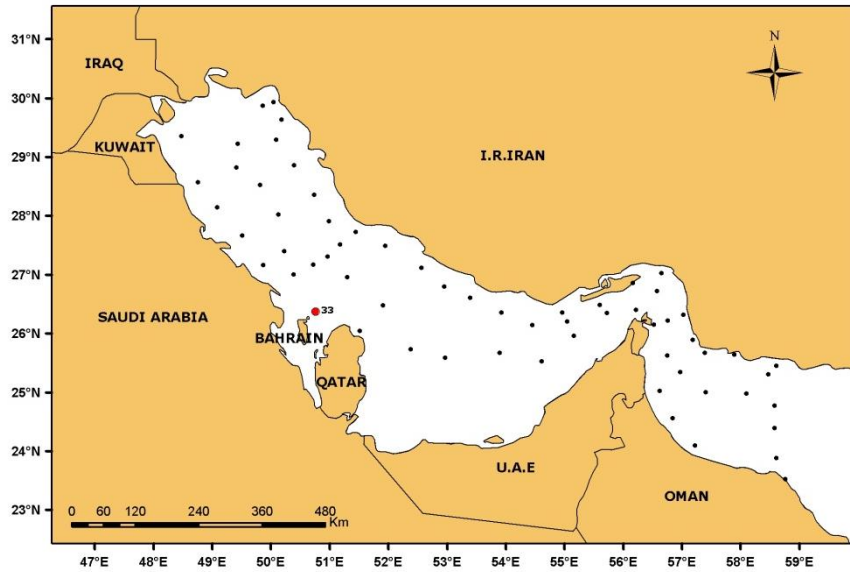 31°N
N
IRAQ
30°N
KUWAIT
29°N
I.R.IRAN
28°N
27°N
33
SAUDI ARABIA
26°N
BAHRAIN
QATAR
25°N
24°N
U.A.E
OMAN
23°N
0 40 60 120 240 360 480
Km
47°E 48°E 49°E 50°E 51°E 52°E 53°E 54°E 55°E 56°E 57°E 58°E 59°E